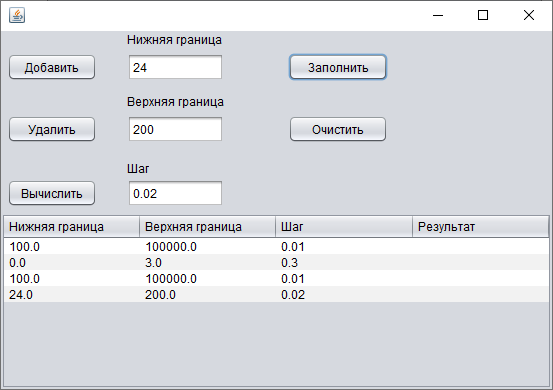 Нижняя граница
Добавить 24 Заполнить
Верхняя граница
Удалить 200 Очистить
Шаг
Вычислить 0.02
Нижняя граница Верхняя граница Шаг Результат
100.0 100000.0 0.01
0.0 3.0 0.3
100.0 100000.0 0.01
24.0 200.0 0.02